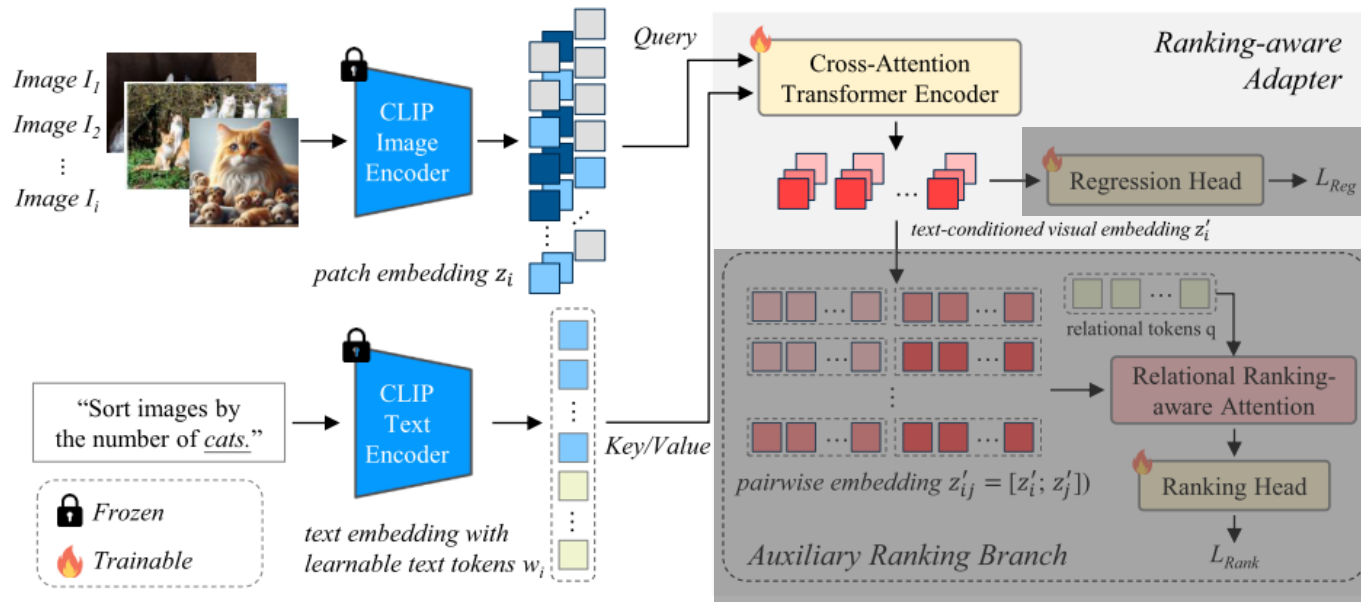 Image I1
Image I2
⋮
Image Ii
CLIP
Image
Encoder
patch embedding zi
Query
Cross-Attention
Transformer Encoder
Ranking-aware
Adapter
Regression Head
LReg
text-conditioned visual embedding z′i
“Sort images by
the number of cats.”
CLIP
Text
Encoder
Key/Value
text embedding with
learnable text tokens wi
Frozen
Trainable
relational tokens q
Relational Ranking-
aware Attention
pairwise embedding z′ij = [z′i; z′j])
Ranking Head
LRank
Auxiliary Ranking Branch